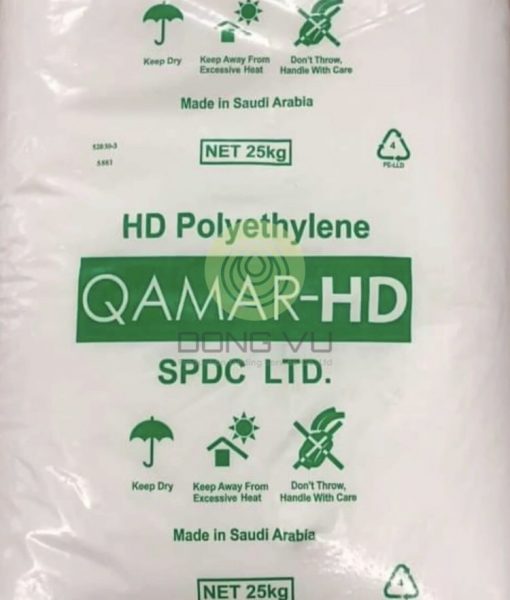 Keep Dry
Keep Away From
Excessive Heat
Don't Throw,
Handle With Care
Made in Saudi Arabia
NET 25kg
4
PE-LLD
HD Polyethylene
QAMAR-HD
DONG VU
SPDC LTD.
Keep Dry
Keep Away From
Excessive Heat
Don't Throw,
Handle With Care
Made in Saudi Arabia
NET 25kg
4